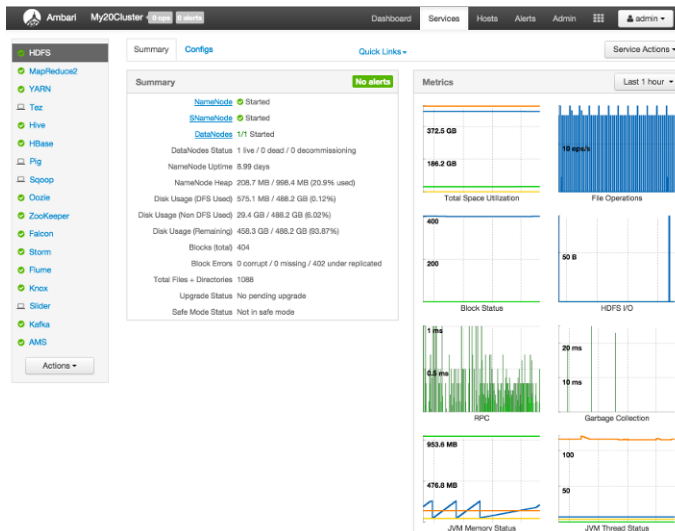 Ambari My20Cluster 0 ops 0 alerts Dashboard Services Hosts Alerts Admin admin
HDFS
MapReduce2
YARN
Tez
Hive
HBase
Pig
Sqoop
Oozie
ZooKeeper
Falcon
Storm
Flume
Knox
Slider
Kafka
AMS
Actions
Summary Configs Quick Links Service Actions
Summary No alerts
NameNode Started
SNameNode Started
DataNodes 1/1 Started
DataNodes Status 1 live / 0 dead / 0 decommissioning
NameNode Uptime 8.99 days
NameNode Heap 208.7 MB / 998.4 MB (20.9% used)
Disk Usage (DFS Used) 575.1 MB / 488.2 GB (0.12%)
Disk Usage (Non DFS Used) 29.4 GB / 488.2 GB (6.02%)
Disk Usage (Remaining) 458.3 GB / 488.2 GB (93.87%)
Blocks (total) 404
Block Errors 0 corrupt / 0 missing / 402 under replicated
Total Files + Directories 1088
Upgrade Status No pending upgrade
Safe Mode Status Not in safe mode
Metrics Last 1 hour
372.5 GB
186.2 GB
Total Space Utilization
10 ops/s
File Operations
400
200
Block Status
50 B
HDFS I/O
1 ms
0.5 ms
RPC
20 ms
10 ms
Garbage Collection
953.6 MB
476.8 MB
JVM Memory Status
100
50
JVM Thread Status